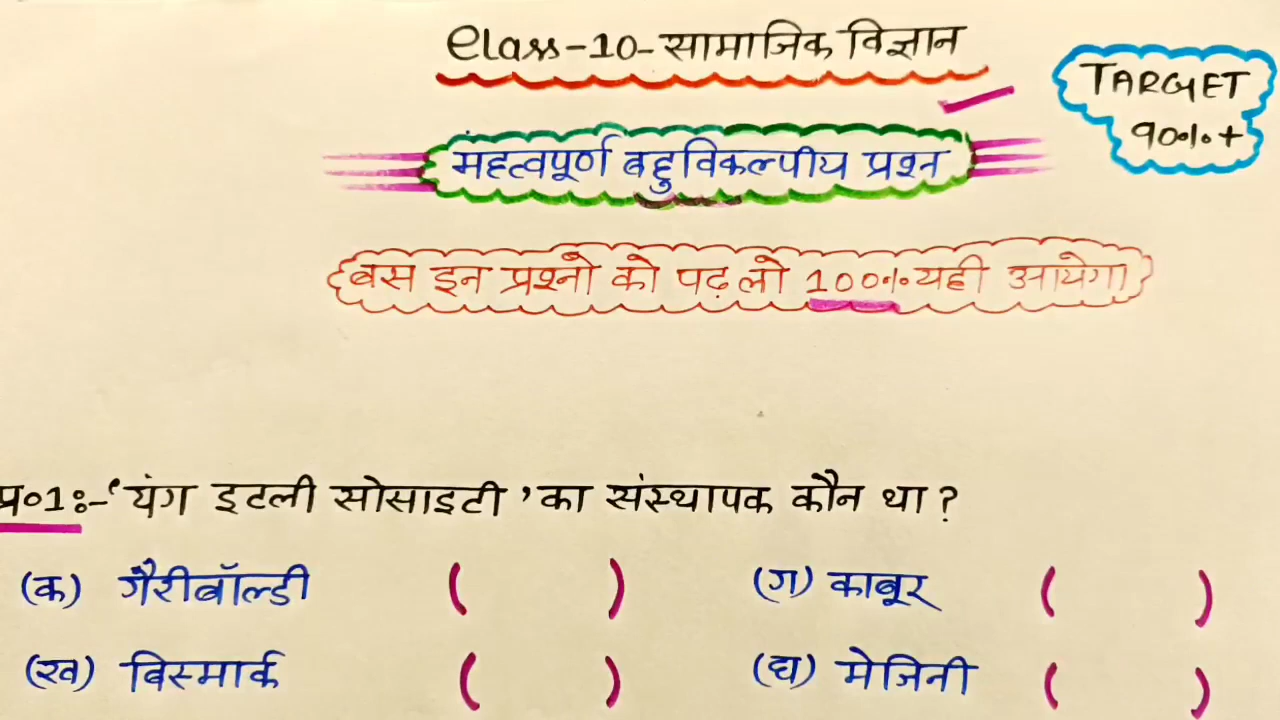 Class-10-सामाजिक विज्ञान
TARGET
90%+
महत्वपूर्ण बहुविकल्पीय प्रश्न
बस इन प्रश्नो को पढ़ लो 100% यही आयेगा
प्र०1:- 'यंग इटली सोसाइटी' का संस्थापक कौन था?
(क) गैरीबॉल्डी ( ) (ग) काबूर ( )
(ख) बिस्मार्क ( ) (घ) मेजिनी ( )